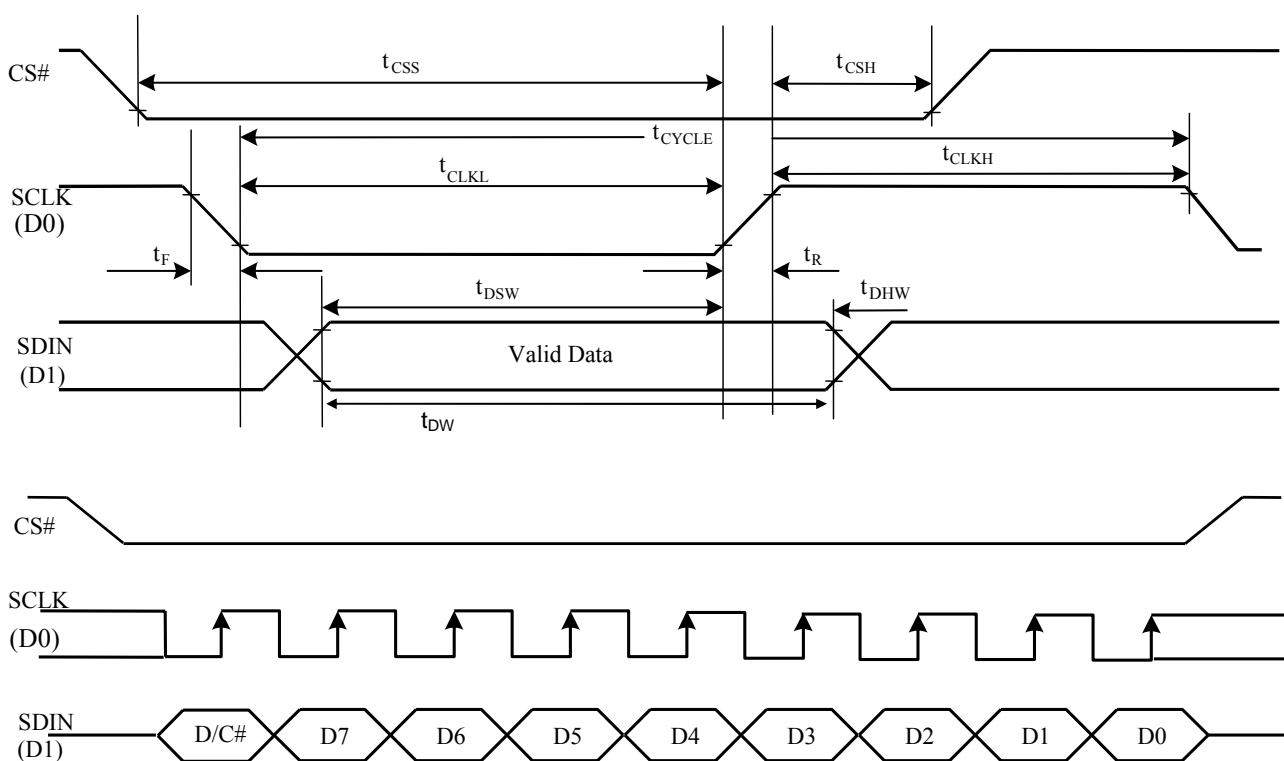 CS#
tCSS
tCSH
tCYCLE
tCLKL
tCLKH
SCLK
(D0)
tF
tR
tDSW
tDHW
SDIN
(D1)
Valid Data
tDW
CS#
SCLK
(D0)
SDIN
(D1)
D/C# D7 D6 D5 D4 D3 D2 D1 D0